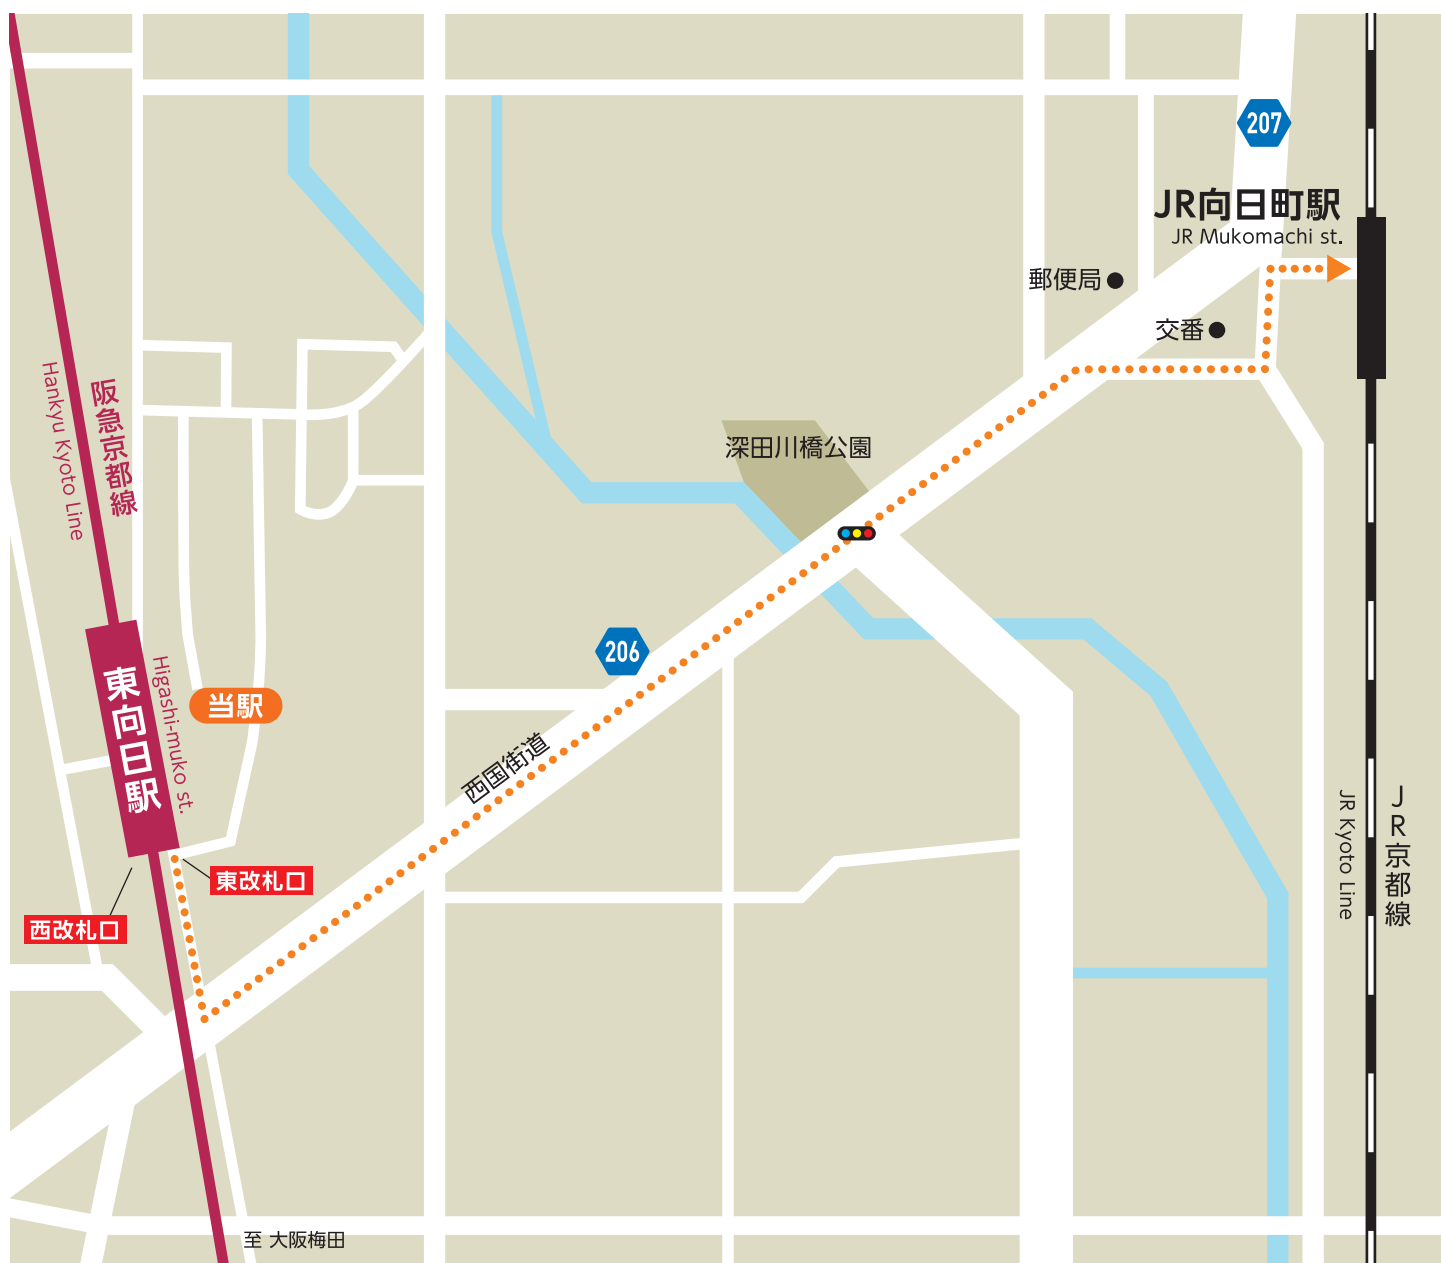 207
JR向日町駅
JR Mukomachi st.
郵便局
交番
阪急京都線
Hankyu Kyoto Line
深田川橋公園
206
東向日駅
Higashi-muko st.
当駅
西国街道
JR京都線
JR Kyoto Line
東改札口
西改札口
至 大阪梅田